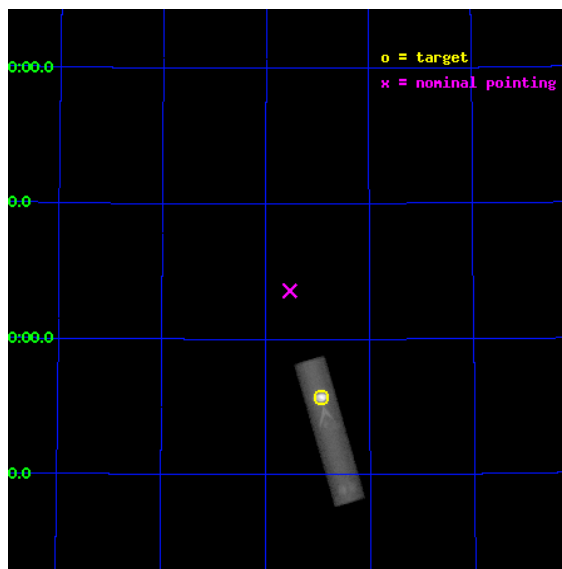 o = target
0:00.0
x = nominal pointing
0.0
0:00.0
0.0